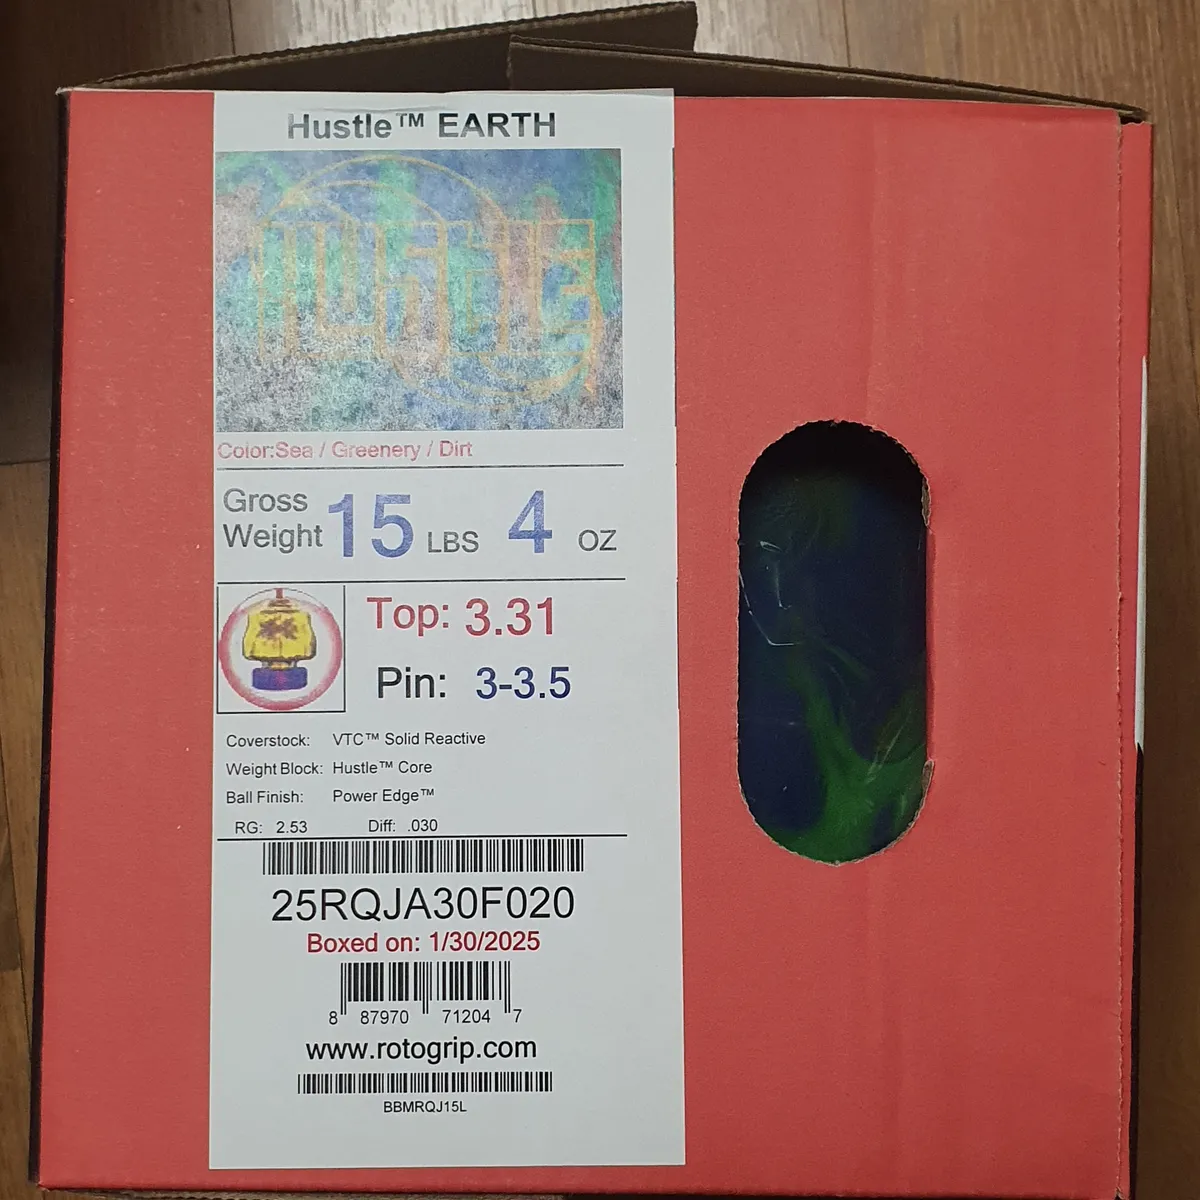 Hustle™ EARTH
HUSTLE
Color:Sea / Greenery / Dirt
Gross Weight 15 LBS 4 OZ
Top: 3.31
Pin: 3-3.5
Coverstock: VTC™ Solid Reactive
Weight Block: Hustle™ Core
Ball Finish: Power Edge™
RG: 2.53 Diff: .030
25RQJA30F020
Boxed on: 1/30/2025
8 87970 71204 7
www.rotogrip.com
BBMRQJ15L